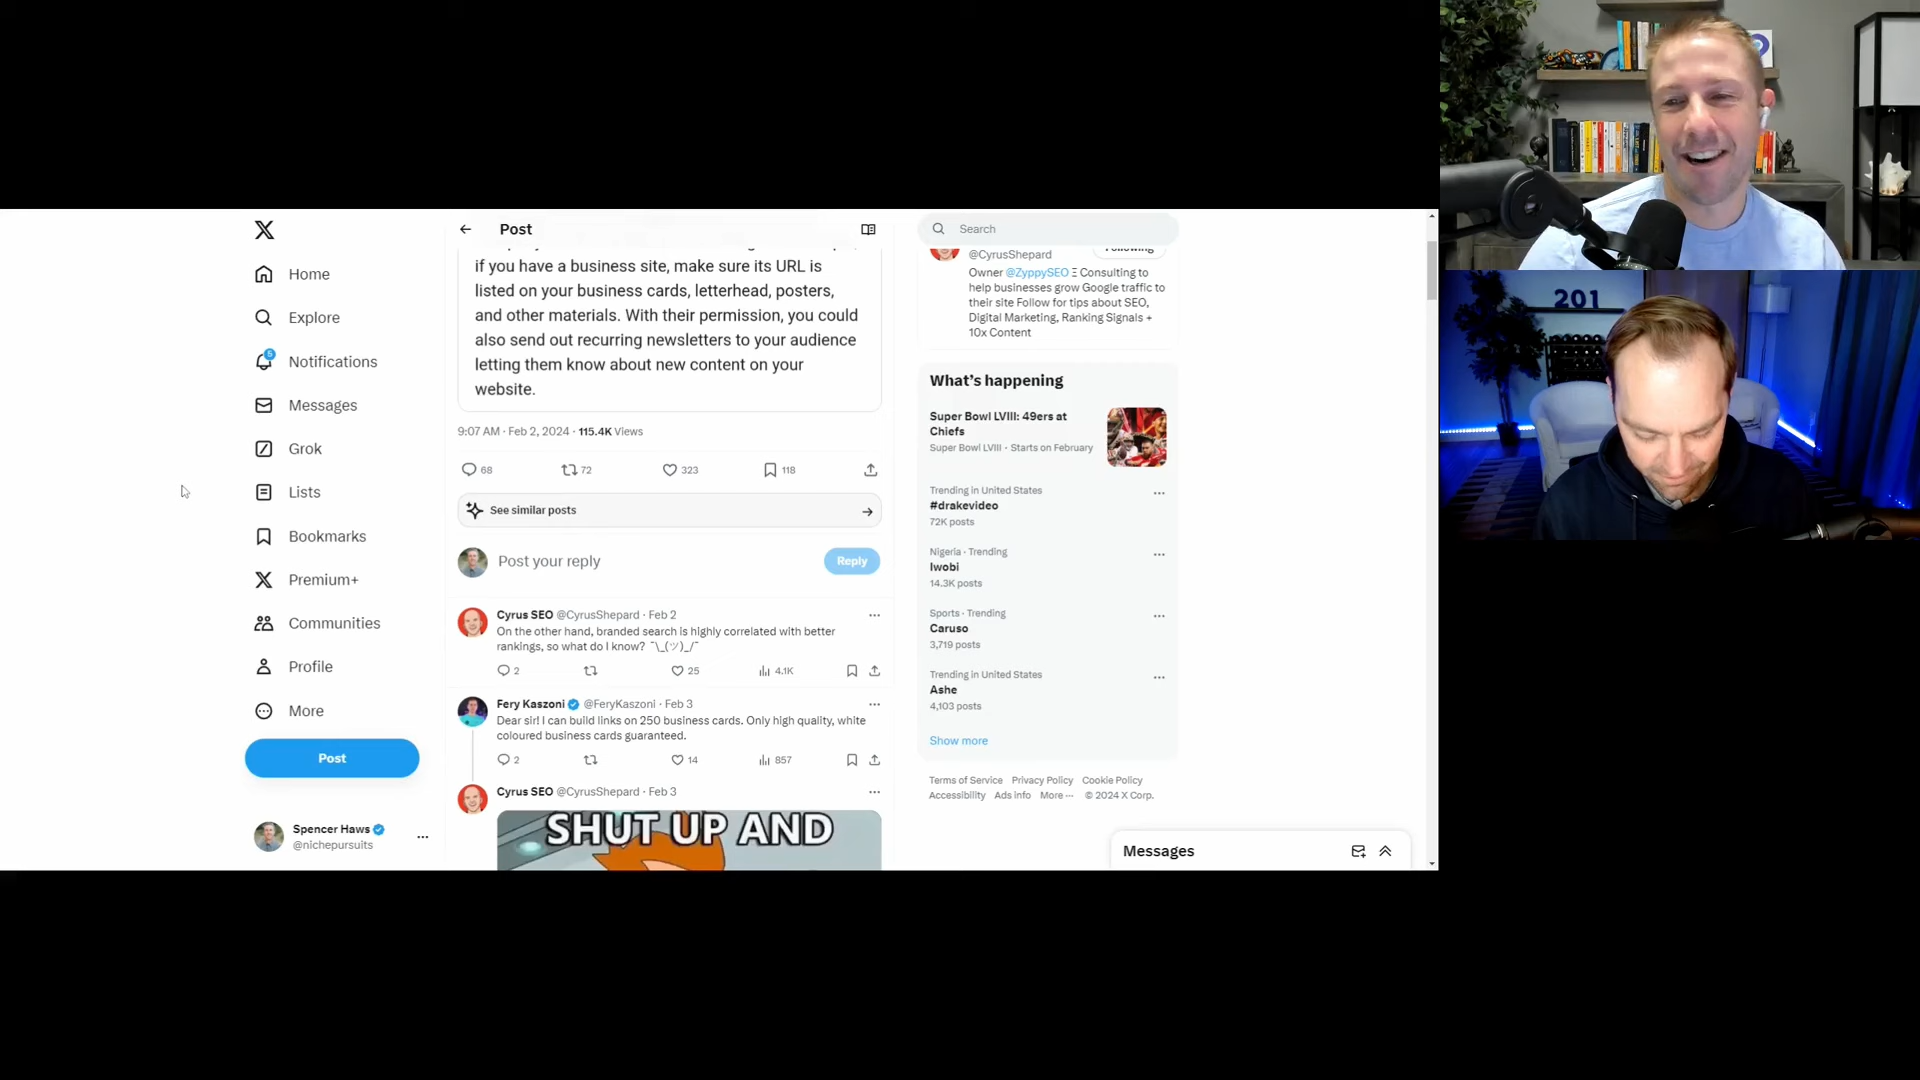 Post
if you have a business site, make sure its URL is
listed on your business cards, letterhead, posters,
and other materials. With their permission, you could
also send out recurring newsletters to your audience
letting them know about new content on your
website.
9:07 AM · Feb 2, 2024 · 115.4K Views
68
72
323
118
See similar posts
Post your reply
Reply
Cyrus SEO @CyrusShepard · Feb 2
On the other hand, branded search is highly correlated with better
rankings, so what do I know? ¯\_(ツ)_/¯
2
25
4.1K
Fery Kaszoni @FeryKaszoni · Feb 3
Dear sir! I can build links on 250 business cards. Only high quality, white
coloured business cards guaranteed.
2
14
857
Cyrus SEO @CyrusShepard · Feb 3
SHUT UP AND
Home
Explore
5
Notifications
Messages
Grok
Lists
Bookmarks
Premium+
Communities
Profile
More
Post
Spencer Haws
@nichepursuits
Search
@CyrusShepard
Following
Owner @ZyppySEO Ξ Consulting to
help businesses grow Google traffic to
their site Follow for tips about SEO,
Digital Marketing, Ranking Signals +
10x Content
What's happening
Super Bowl LVIII: 49ers at
Chiefs
Super Bowl LVIII · Starts on February
Trending in United States
#drakevideo
72K posts
Nigeria · Trending
Iwobi
14.3K posts
Sports · Trending
Caruso
3,719 posts
Trending in United States
Ashe
4,103 posts
Show more
Terms of Service Privacy Policy Cookie Policy
Accessibility Ads info More ··· © 2024 X Corp.
Messages
201